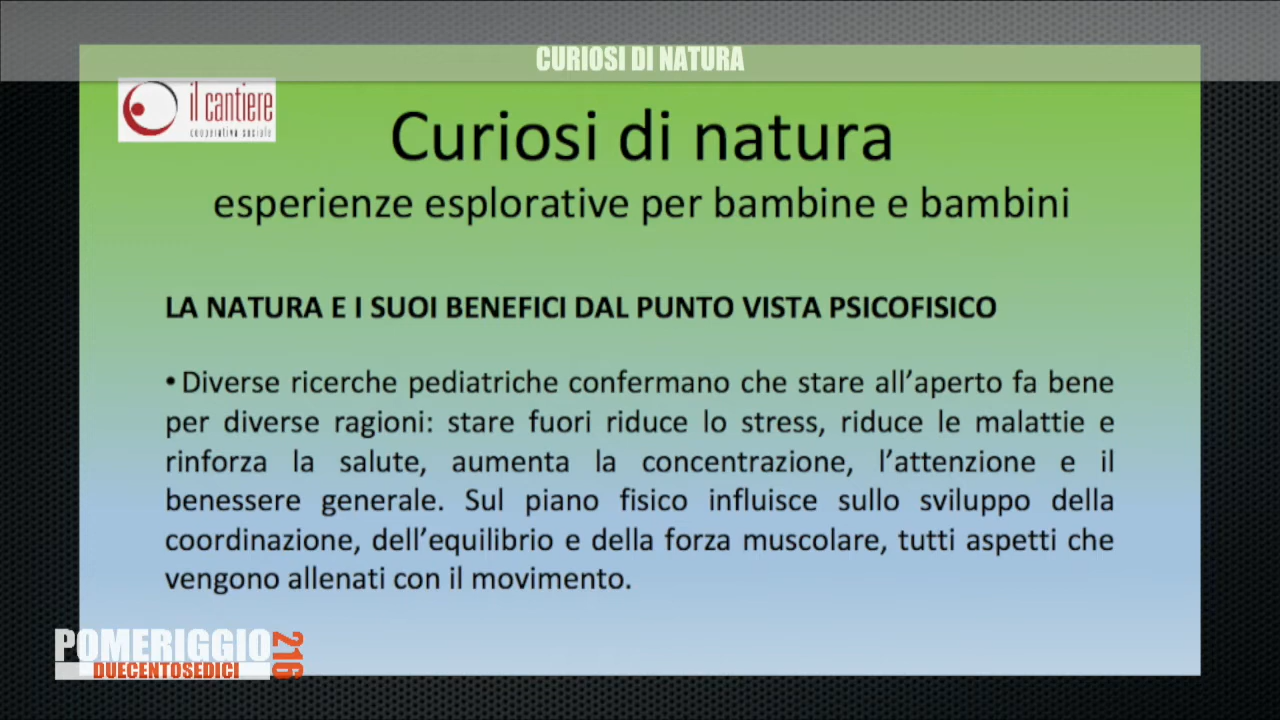 CURIOSI DI NATURA
il cantiere
cooperativa sociale
Curiosi di natura
esperienze esplorative per bambine e bambini
LA NATURA E I SUOI BENEFICI DAL PUNTO VISTA PSICOFISICO
• Diverse ricerche pediatriche confermano che stare all’aperto fa bene
per diverse ragioni: stare fuori riduce lo stress, riduce le malattie e
rinforza la salute, aumenta la concentrazione, l’attenzione e il
benessere generale. Sul piano fisico influisce sullo sviluppo della
coordinazione, dell’equilibrio e della forza muscolare, tutti aspetti che
vengono allenati con il movimento.
POMERIGGIO 216
DUECENTOSEDICI